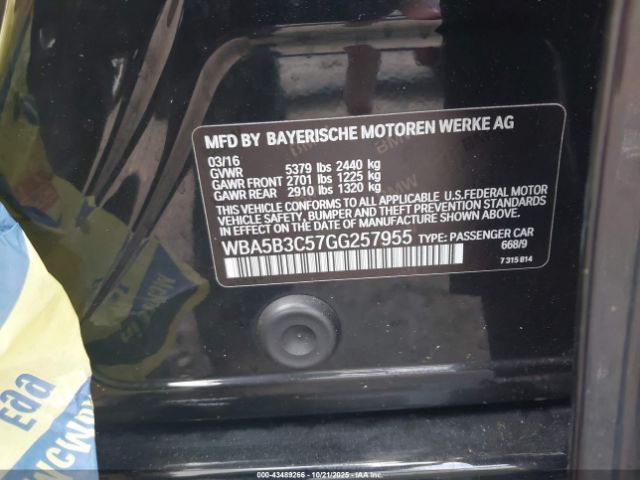 MFD BY BAYERISCHE MOTOREN WERKE AG
03/16
GVWR 5379 lbs 2440 kg
GAWR FRONT 2701 lbs 1225 kg
GAWR REAR 2910 lbs 1320 kg
THIS VEHICLE CONFORMS TO ALL APPLICABLE U.S.FEDERAL MOTOR
VEHICLE SAFETY, BUMPER AND THEFT PREVENTION STANDARDS
IN EFFECT ON THE DATE OF MANUFACTURE SHOWN ABOVE.
WBA5B3C57GG257955 TYPE: PASSENGER CAR
668/9
7 315 814
Eaa
00 - 43489266 - 10/21/2025 - IAA Inc.